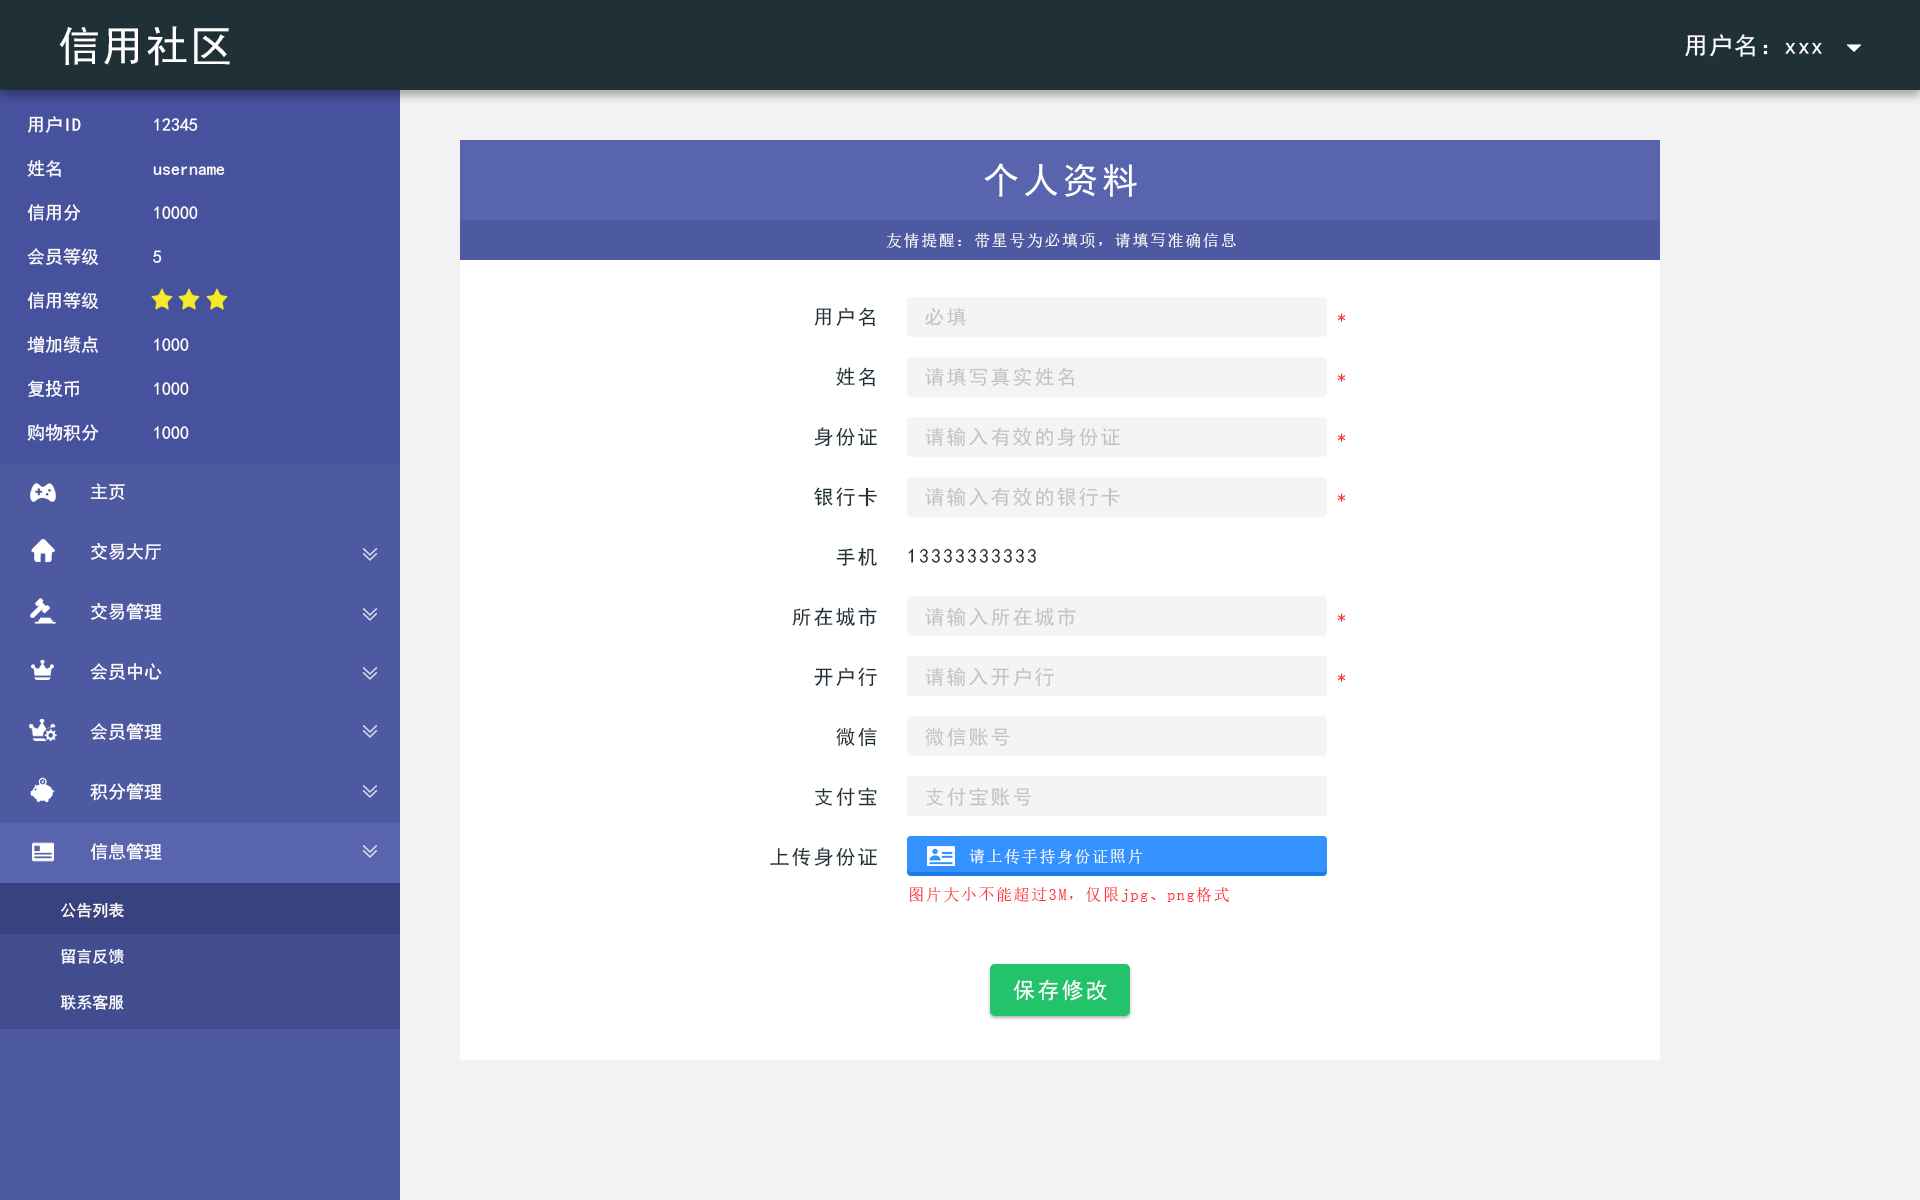 信用社区
用户名：xxx
用户ID 12345
姓名 username
信用分 10000
会员等级 5
信用等级
增加绩点 1000
复投币 1000
购物积分 1000
主页
交易大厅
交易管理
会员中心
会员管理
积分管理
信息管理
公告列表
留言反馈
联系客服
个人资料
友情提醒：带星号为必填项，请填写准确信息
用户名 必填 *
姓名 请填写真实姓名 *
身份证 请输入有效的身份证 *
银行卡 请输入有效的银行卡 *
手机 13333333333
所在城市 请输入所在城市 *
开户行 请输入开户行 *
微信 微信账号
支付宝 支付宝账号
上传身份证 请上传手持身份证照片
图片大小不能超过3M，仅限jpg、png格式
保存修改